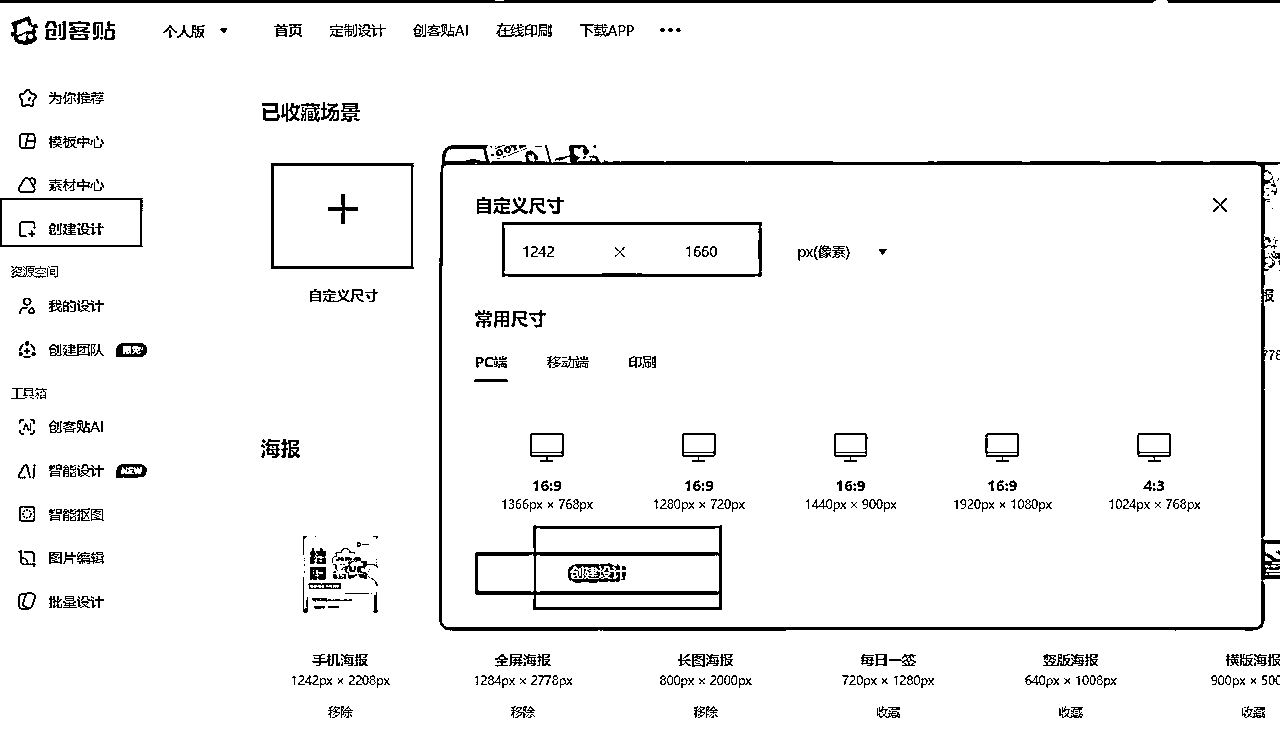 创客贴 个人版 首页 定制设计 创客贴AI 在线印刷 下载APP •••
为你推荐
模板中心
素材中心
创建设计
资源空间
我的设计
创建团队
工具箱
创客贴AI
智能设计 NEW
智能抠图
图片编辑
批量设计
已收藏场景
自定义尺寸
自定义尺寸
1242 × 1660 px(像素)
常用尺寸
PC端 移动端 印刷
16:9 16:9 16:9 16:9 4:3
1366px × 768px 1280px × 720px 1440px × 900px 1920px × 1080px 1024px × 768px
创建设计
海报
手机海报 全屏海报 长图海报 每日一签 竖版海报 横版海报
1242px × 2208px 1284px × 2778px 800px × 2000px 720px × 1280px 640px × 1008px 900px × 500
移除 移除 移除 收藏 收藏 收藏